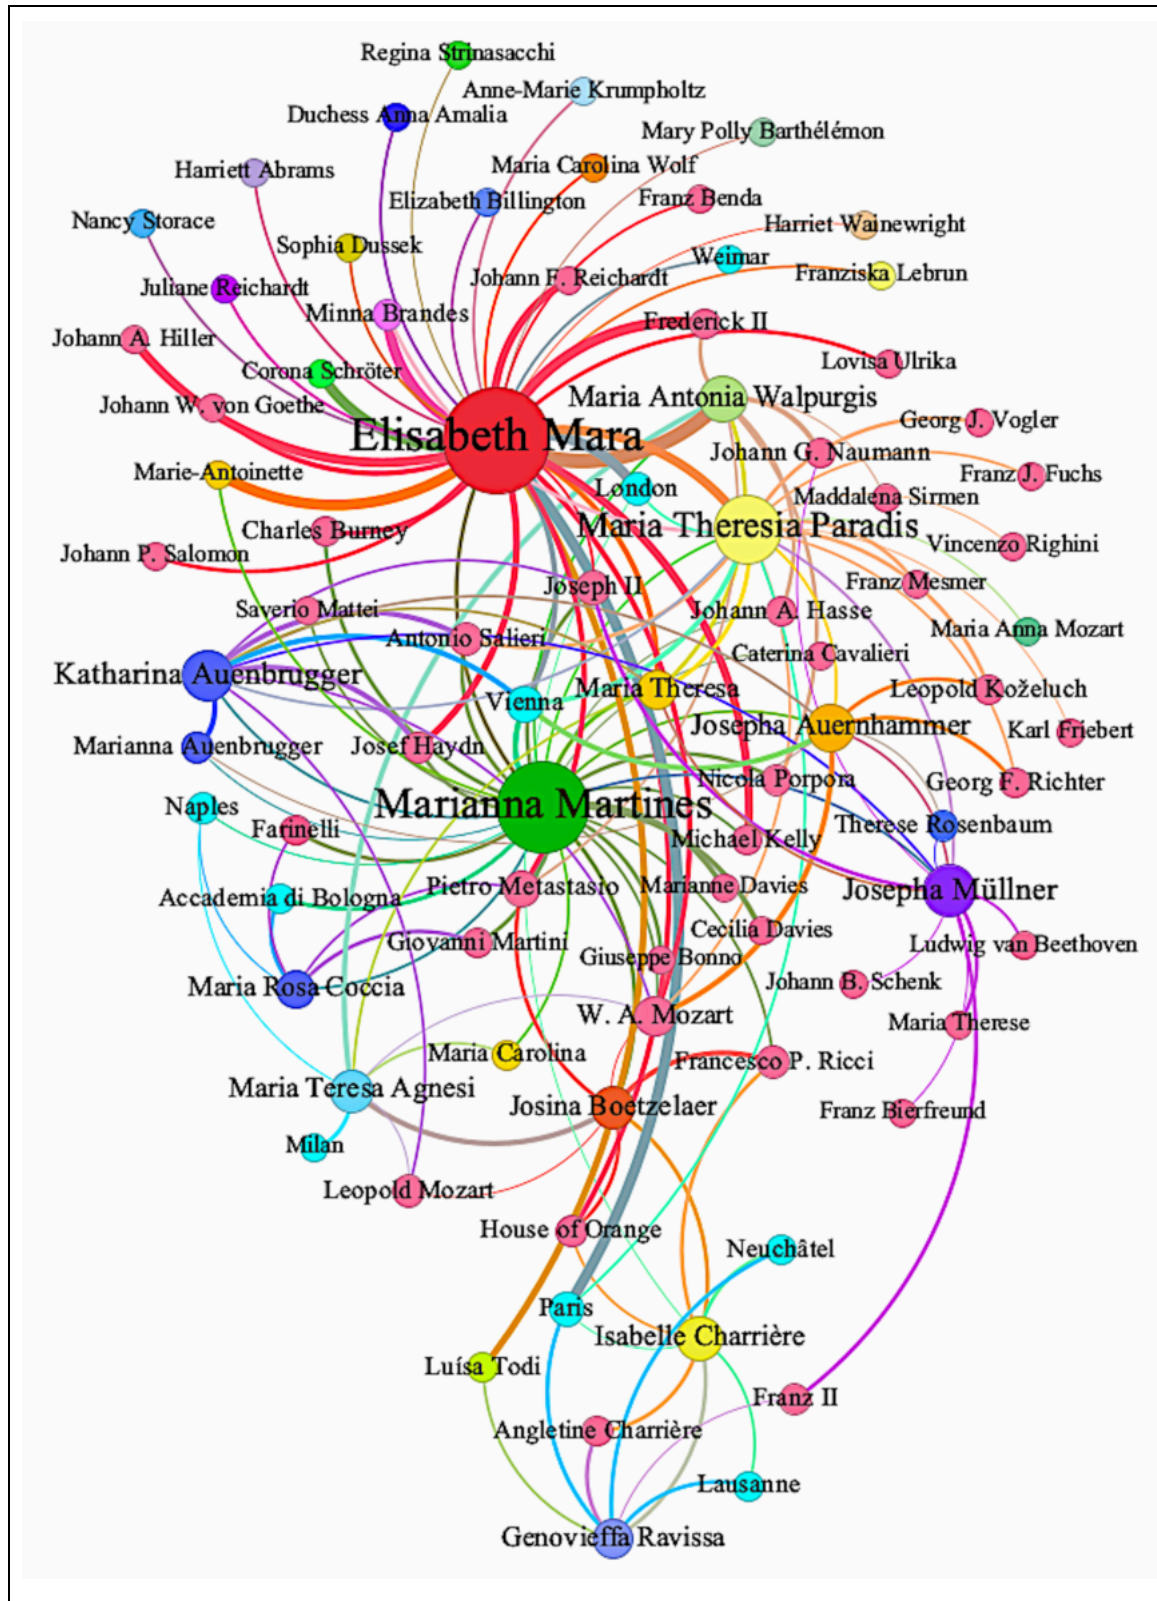 Regina Strinasacchi
Anne-Marie Krumpholtz
Duchess Anna Amalia
Mary Polly Barthélémon
Harriett Abrams
Maria Carolina Wolf
Elizabeth Billington
Franz Benda
Nancy Storace
Harriet Wainewright
Sophia Dussek
Weimar
Johann F. Reichardt
Franziska Lebrun
Juliane Reichardt
Minna Brandes
Frederick II
Johann A. Hiller
Lovisa Ulrika
Corona Schröter
Maria Antonia Walpurgis
Johann W. von Goethe
Georg J. Vogler
Elisabeth Mara
Johann G. Naumann
Marie-Antoinette
Franz J. Fuchs
London
Maddalena Sirmen
Charles Burney
Maria Theresia Paradis
Vincenzo Righini
Johann P. Salomon
Joseph II
Franz Mesmer
Saverio Mattei
Johann A. Hasse
Maria Anna Mozart
Antonio Salieri
Caterina Cavalieri
Katharina Auenbrugger
Maria Theresa
Leopold Koželuch
Vienna
Josepha Auernhammer
Karl Friebert
Marianna Auenbrugger
Josef Haydn
Nicola Porpora
Georg F. Richter
Naples
Marianna Martines
Therese Rosenbaum
Farinelli
Michael Kelly
Pietro Metastasio
Marianne Davies
Josepha Müllner
Accademia di Bologna
Cecilia Davies
Giovanni Martini
Ludwig van Beethoven
Giuseppe Bonno
Maria Rosa Coccia
Johann B. Schenk
W. A. Mozart
Maria Therese
Maria Carolina
Francesco P. Ricci
Maria Teresa Agnesi
Josina Boetzelaer
Franz Bierfreund
Milan
Leopold Mozart
House of Orange
Neuchâtel
Paris
Isabelle Charrière
Luísa Todi
Franz II
Angletine Charrière
Lausanne
Genovieffa Ravissa